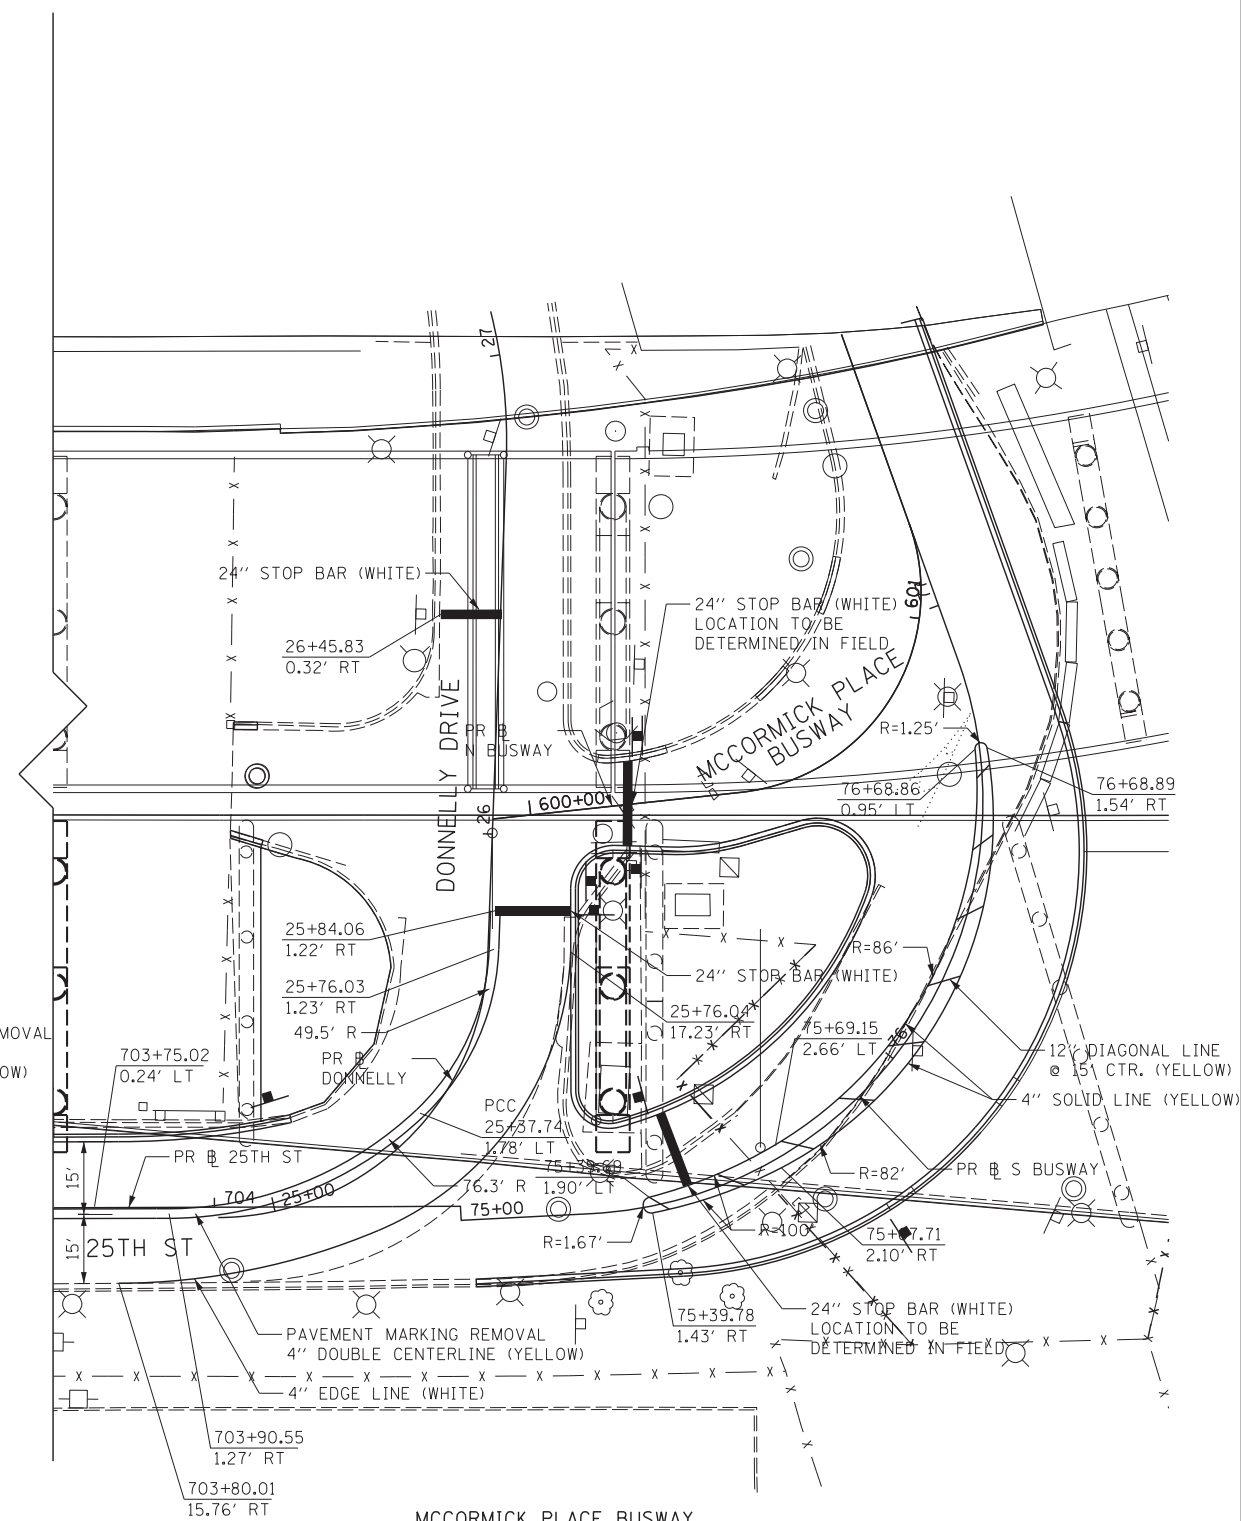 27
24'' STOP BAR (WHITE)
26+45.83
0.32' RT
24'' STOP BAR (WHITE)
LOCATION TO BE
DETERMINED IN FIELD
601
DONNELLY DRIVE
PR B
N BUSWAY
MCCORMICK PLACE
BUSWAY
R=1.25'
76+68.86
0.95' LT
76+68.89
1.54' RT
26
600+00
25+84.06
1.22' RT
25+76.03
1.23' RT
49.5' R
PR B
DONNELLY
R=86'
24'' STOP BAR (WHITE)
25+76.04
17.23' RT
75+69.15
2.66' LT
76
MOVAL
OW)
703+75.02
0.24' LT
12'' DIAGONAL LINE
@ 15' CTR. (YELLOW)
4'' SOLID LINE (YELLOW)
PCC
25+37.74
1.78' LT
PR B 25TH ST
15'
704
25+00
76.3' R
1.90' LT
75+00
R=82'
PR B S BUSWAY
R=100'
R=1.67'
2.10' RT
15'
25TH ST
75+39.78
1.43' RT
24'' STOP BAR (WHITE)
LOCATION TO BE
DETERMINED IN FIELD
PAVEMENT MARKING REMOVAL
4'' DOUBLE CENTERLINE (YELLOW)
4'' EDGE LINE (WHITE)
703+90.55
1.27' RT
703+80.01
15.76' RT
MCCORMICK PLACE BUSWAY